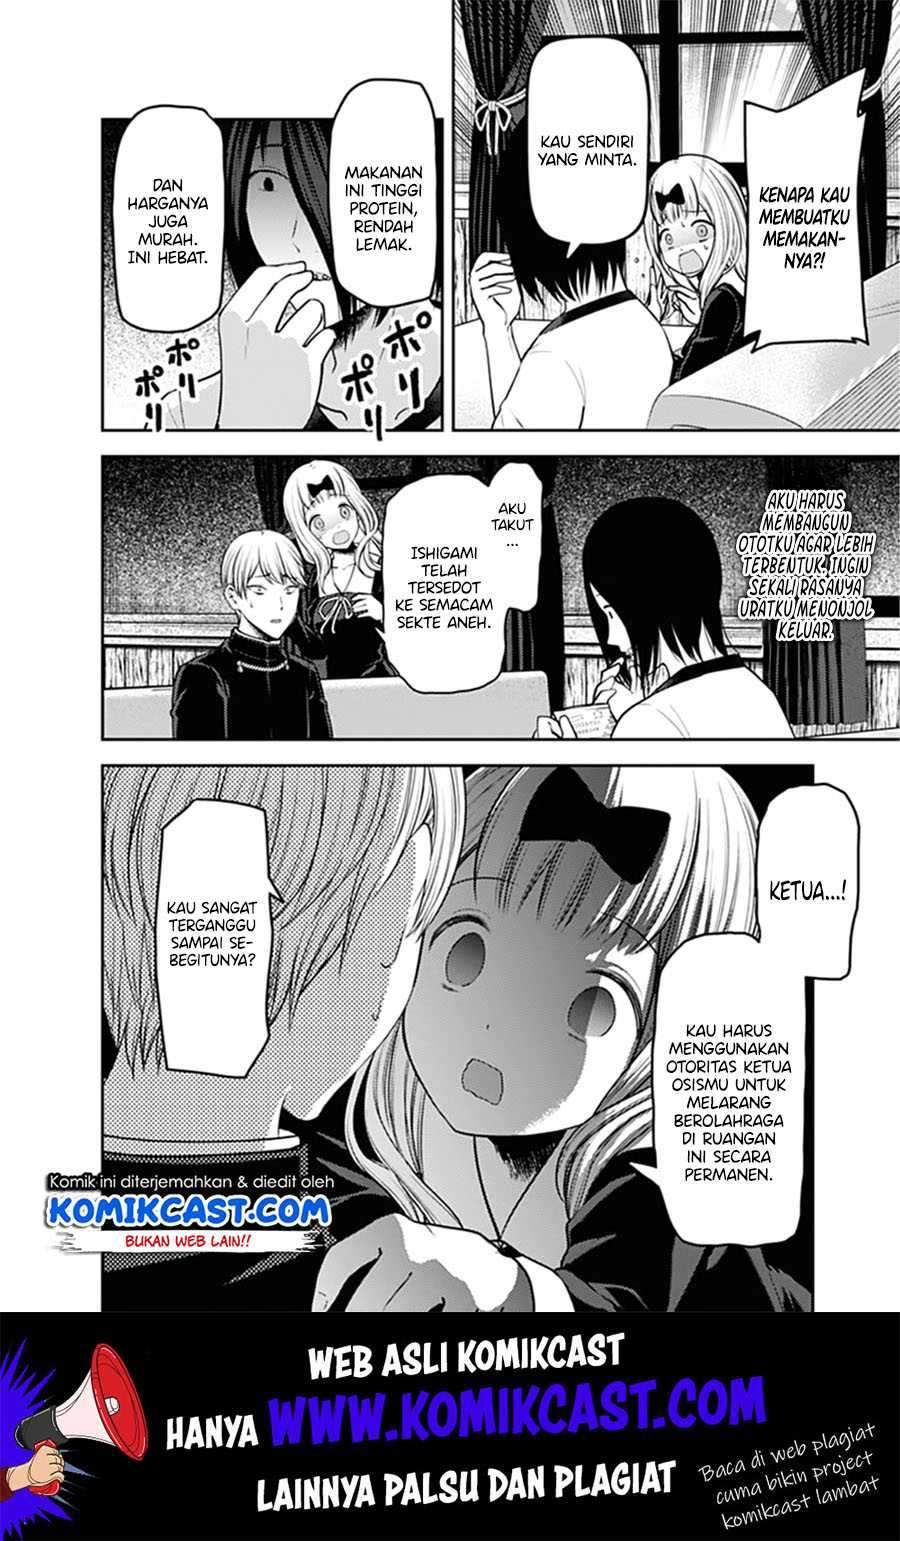 KENAPA KAU
MEMBUATKU
MEMAKAN-
NYA?!
KAU SENDIRI
YANG MINTA.
MAKANAN
INI TINGGI
PROTEIN,
RENDAH
LEMAK.
DAN
HARGANYA
JUGA
MURAH.
INI HEBAT.
ポリ
ポリ
AKU HARUS
MEMBANGUN
OTOTKU AGAR LEBIH
TERBENTUK. INGIN
SEKALI RASANYA
URATKU MENONJOL
KELUAR.
AKU
TAKUT
...
ISHIGAMI
TELAH
TERSEDOT
KE SEMACAM
SEKTE ANEH.
KETUA...!
KAU HARUS
MENGGUNAKAN
OTORITAS KETUA
OSISMU UNTUK
MELARANG
BEROLAHRAGA
DI RUANGAN
INI SECARA
PERMANEN.
KAU SANGAT
TERGANGGU
SAMPAI SE-
BEGITUNYA?
Komik ini diterjemahkan & diedit oleh
KOMIKCAST.COM
BUKAN WEB LAIN!!
WEB ASLI KOMIKCAST
HANYA WWW.KOMIKCAST.COM
LAINNYA PALSU DAN PLAGIAT
Baca di web plagiat
cuma bikin project
komikcast lambat